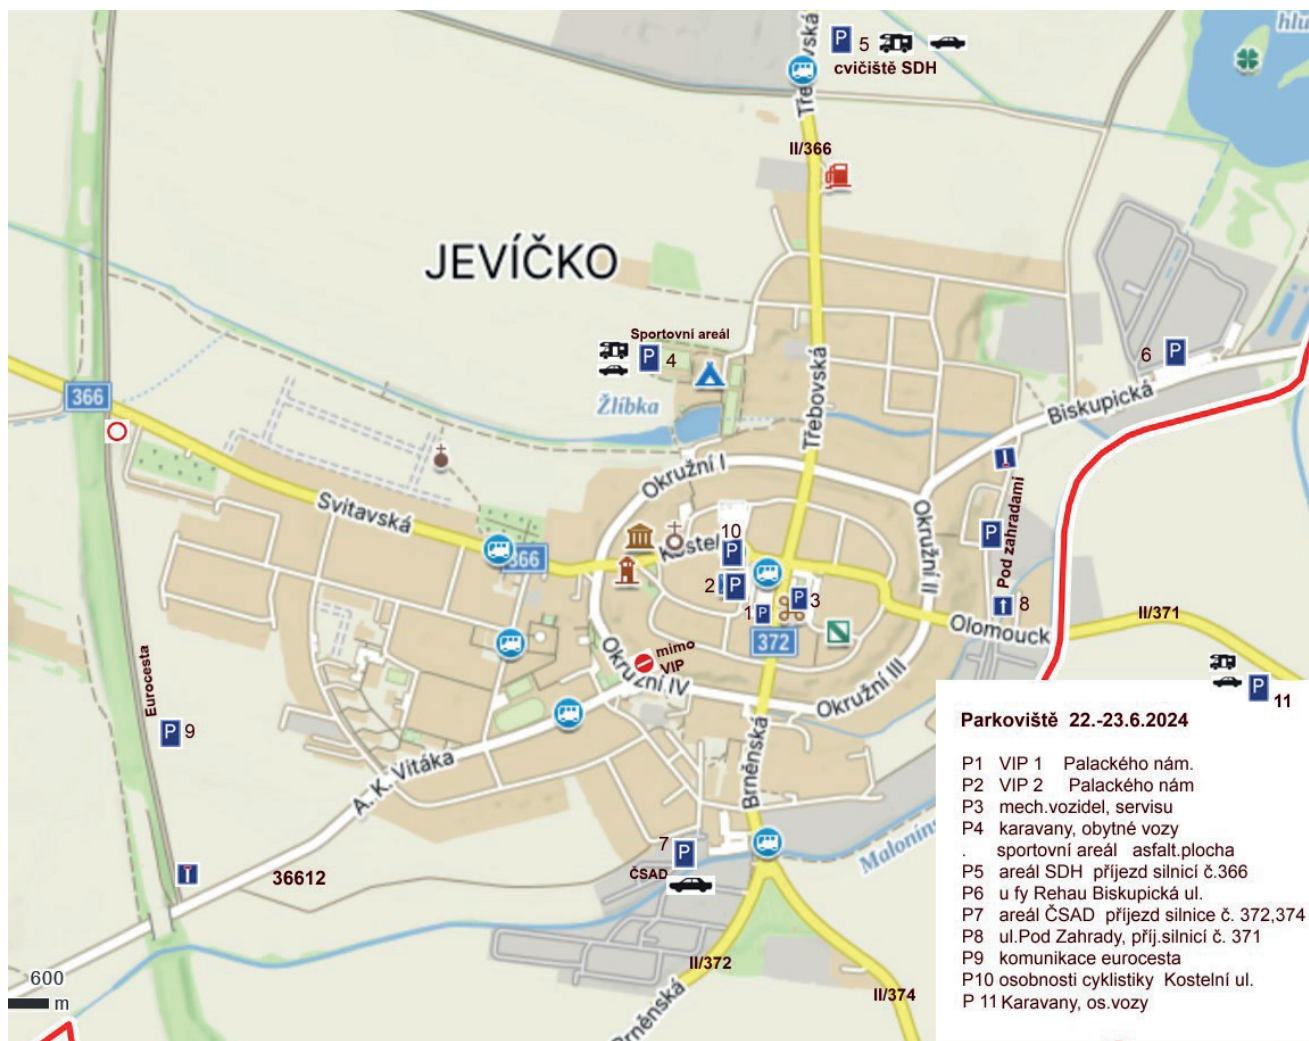 hlu
Třebovská
P 5
cvičiště SDH
II/366
JEVÍČKO
Sportovní areál
P 4
Žlíbka
366
6 P
Biskupická
Třebovská
Okružní I
Svitavská
366
Kostel
10
P
Okružní II
P
Pod zahradami
2 P
P 3
1 P
8
372
Olomouck
II/371
mimo
VIP
Okružní IV
Okružní III
P
11
Eurocesta
P 9
A. K. Vitáka
Brněnská
7 P
ČSAD
Malonín
36612
600
m
II/372
II/374
Brněnská
Parkoviště 22.-23.6.2024
P1 VIP 1 Palackého nám.
P2 VIP 2 Palackého nám
P3 mech.vozidel, servisu
P4 karavany, obytné vozy
. sportovní areál asfalt.plocha
P5 areál SDH příjezd silnicí č.366
P6 u fy Rehau Biskupická ul.
P7 areál ČSAD příjezd silnice č. 372,374
P8 ul.Pod Zahrady, příj.silnicí č. 371
P9 komunikace eurocesta
P10 osobnosti cyklistiky Kostelní ul.
P 11 Karavany, os.vozy